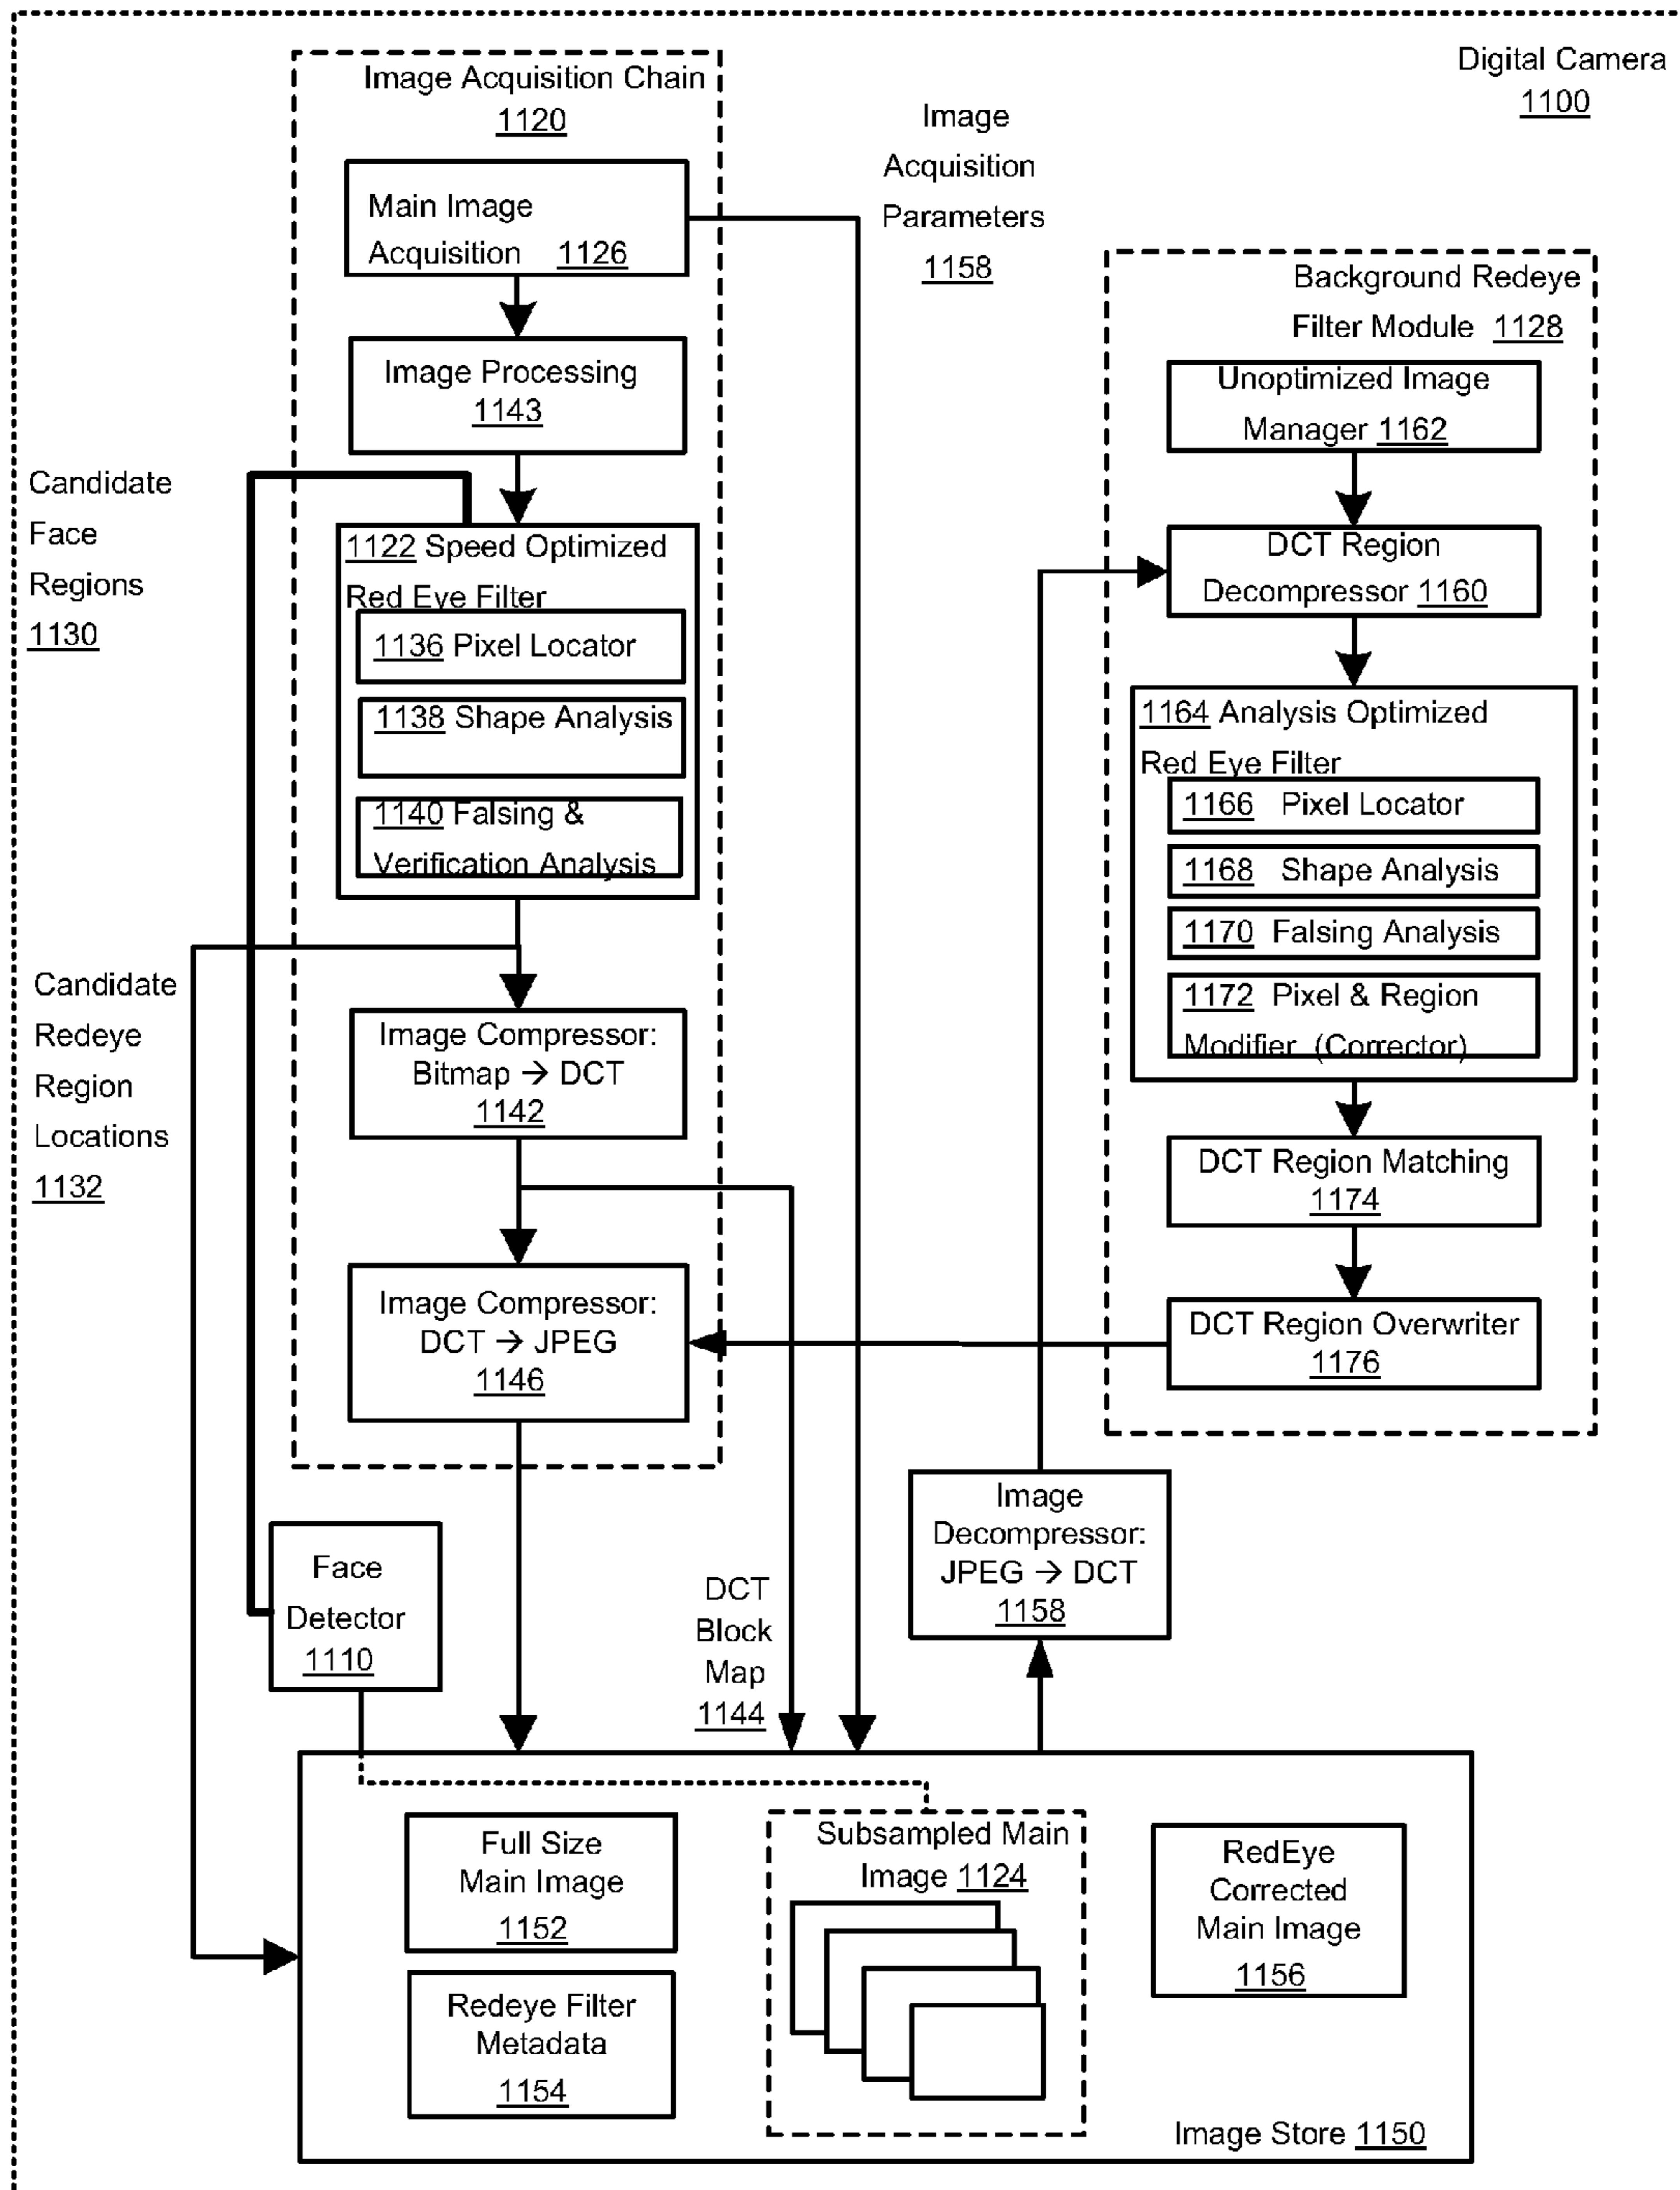 Digital Camera
1100
Image Acquisition Chain
1120
Main Image
Acquisition 1126
Image
Acquisition
Parameters
1158
Image Processing
1143
Candidate
Face
Regions
1130
1122 Speed Optimized
Red Eye Filter
1136 Pixel Locator
1138 Shape Analysis
1140 Falsing &
Verification Analysis
Candidate
Redeye
Region
Locations
1132
Image Compressor:
Bitmap → DCT
1142
Image Compressor:
DCT → JPEG
1146
Background Redeye
Filter Module 1128
Unoptimized Image
Manager 1162
DCT Region
Decompressor 1160
1164 Analysis Optimized
Red Eye Filter
1166 Pixel Locator
1168 Shape Analysis
1170 Falsing Analysis
1172 Pixel & Region
Modifier (Corrector)
DCT Region Matching
1174
DCT Region Overwriter
1176
Face
Detector
1110
DCT
Block
Map
1144
Image
Decompressor:
JPEG → DCT
1158
Full Size
Main Image
1152
Redeye Filter
Metadata
1154
Subsampled Main
Image 1124
RedEye
Corrected
Main Image
1156
Image Store 1150